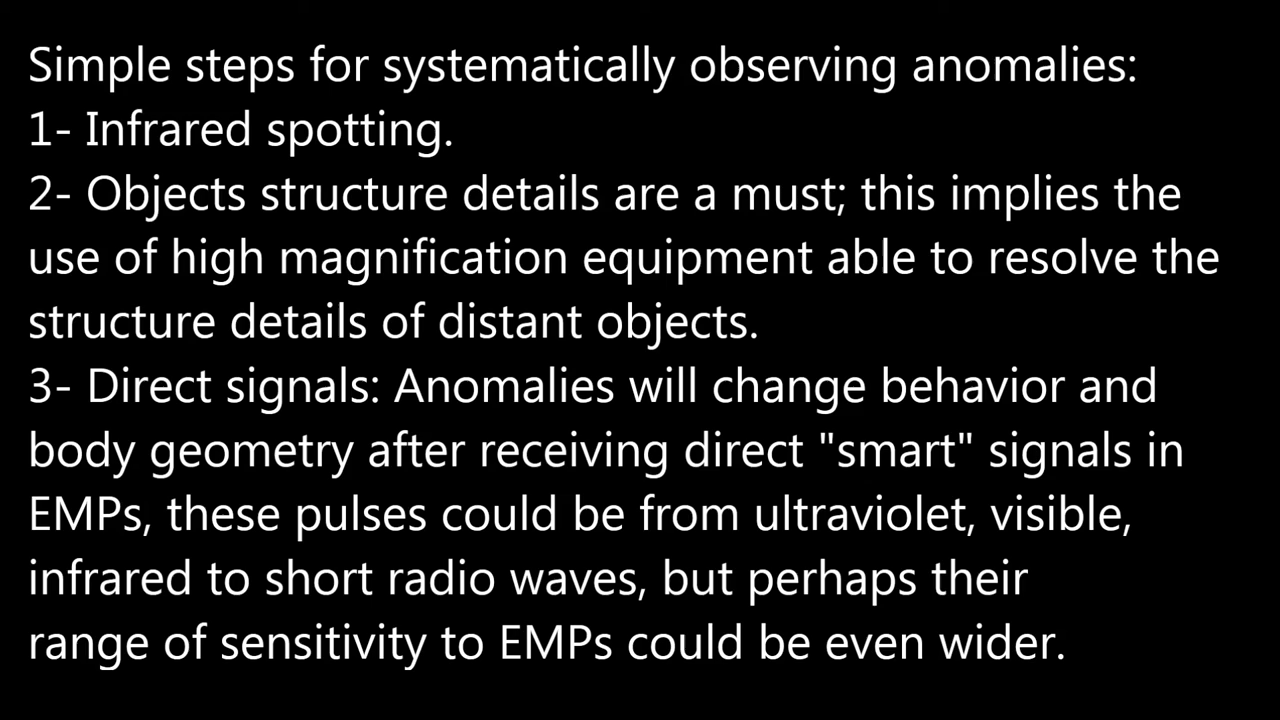 Simple steps for systematically observing anomalies:
1- Infrared spotting.
2- Objects structure details are a must; this implies the
use of high magnification equipment able to resolve the
structure details of distant objects.
3- Direct signals: Anomalies will change behavior and
body geometry after receiving direct "smart" signals in
EMPs, these pulses could be from ultraviolet, visible,
infrared to short radio waves, but perhaps their
range of sensitivity to EMPs could be even wider.